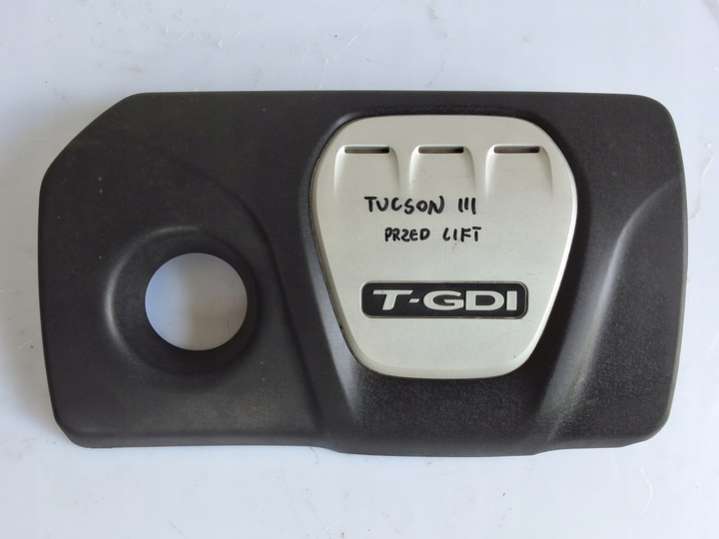 TUCSON III
PRZED LIFT
T-GDI